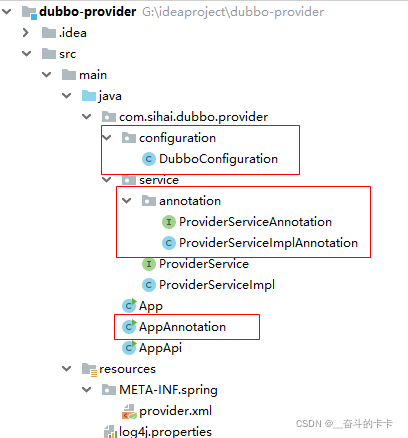 dubbo-provider G:\ideaproject\dubbo-provider
.idea
src
main
java
com.sihai.dubbo.provider
configuration
C DubboConfiguration
service
annotation
I ProviderServiceAnnotation
C ProviderServiceImplAnnotation
I ProviderService
C ProviderServiceImpl
C App
C AppAnnotation
C AppApi
resources
META-INF.spring
provider.xml
log4j.properties
CSDN @__奋斗的卡卡